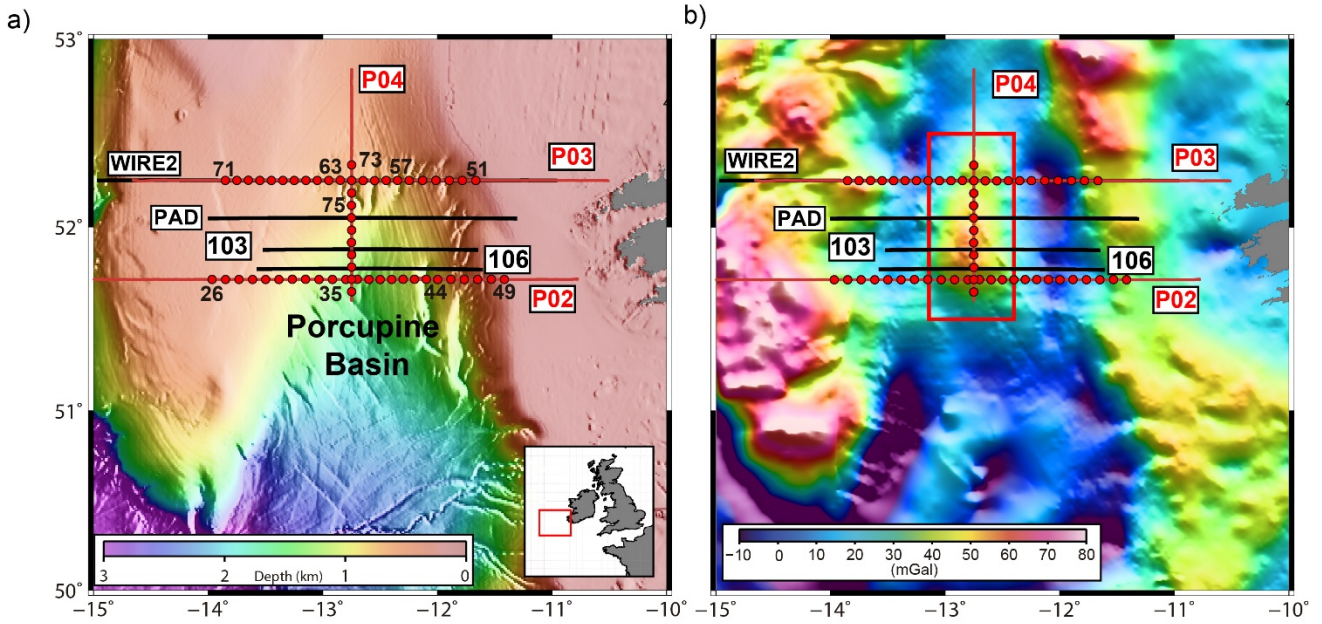 a)
53°
52°
51°
50°
P04
WIRE2
71
63
73
57
51
P03
75
PAD
103
106
26
35
44
49
P02
Porcupine
Basin
3
2
1
0
Depth (km)
−15°
−14°
−13°
−12°
−11°
−10°
b)
P04
WIRE2
P03
PAD
103
106
P02
−10
0
10
20
30
40
50
60
70
80
(mGal)
−15°
−14°
−13°
−12°
−11°
−10°